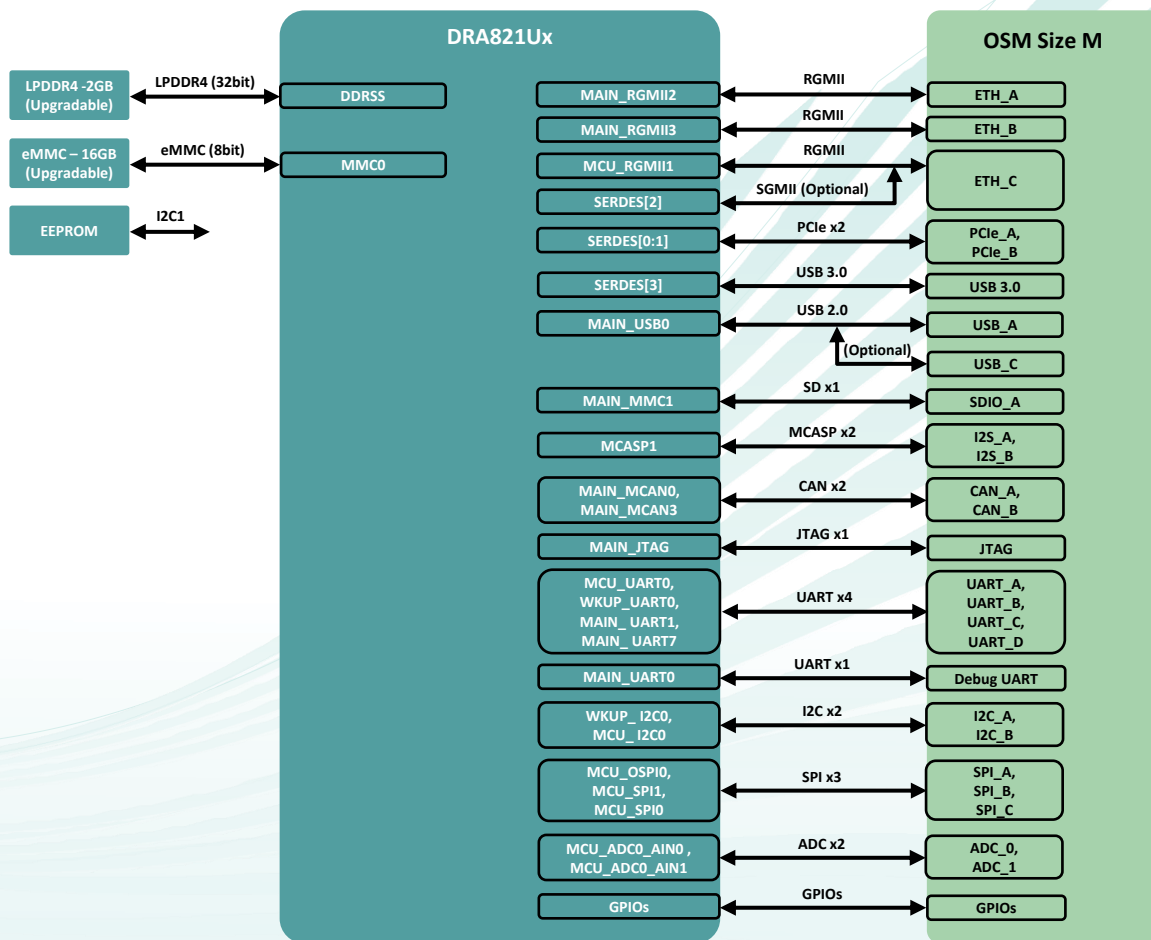 DRA821Ux
OSM Size M
LPDDR4 -2GB
(Upgradable)
LPDDR4 (32bit)
DDRSS
eMMC – 16GB
(Upgradable)
eMMC (8bit)
MMC0
EEPROM
I2C1
MAIN_RGMII2
RGMII
ETH_A
MAIN_RGMII3
RGMII
ETH_B
MCU_RGMII1
RGMII
ETH_C
SERDES[2]
SGMII (Optional)
SERDES[0:1]
PCIe x2
PCIe_A,
PCIe_B
SERDES[3]
USB 3.0
USB 3.0
MAIN_USB0
USB 2.0
USB_A
(Optional)
USB_C
MAIN_MMC1
SD x1
SDIO_A
MCASP1
MCASP x2
I2S_A,
I2S_B
MAIN_MCAN0,
MAIN_MCAN3
CAN x2
CAN_A,
CAN_B
MAIN_JTAG
JTAG x1
JTAG
MCU_UART0,
WKUP_UART0,
MAIN_ UART1,
MAIN_ UART7
UART x4
UART_A,
UART_B,
UART_C,
UART_D
MAIN_UART0
UART x1
Debug UART
WKUP_ I2C0,
MCU_ I2C0
I2C x2
I2C_A,
I2C_B
MCU_OSPI0,
MCU_SPI1,
MCU_SPI0
SPI x3
SPI_A,
SPI_B,
SPI_C
MCU_ADC0_AIN0 ,
MCU_ADC0_AIN1
ADC x2
ADC_0,
ADC_1
GPIOs
GPIOs
GPIOs